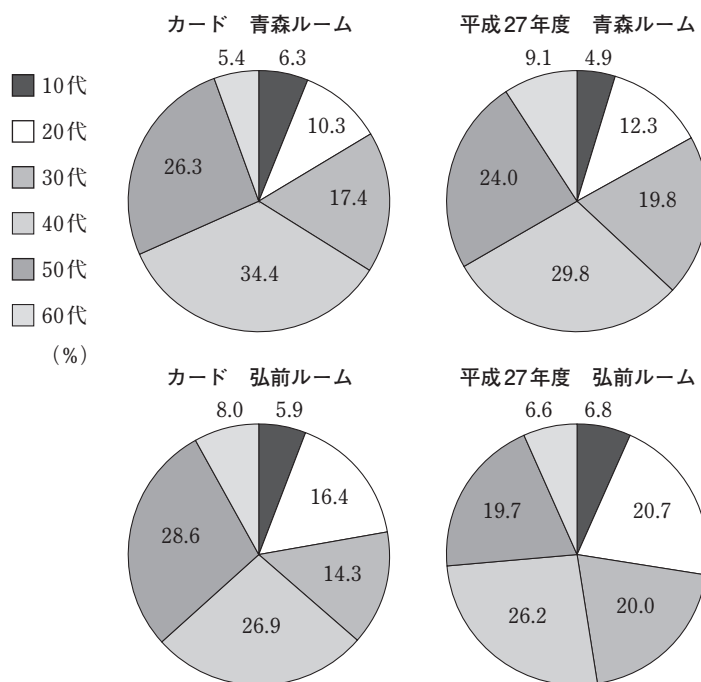 カード　青森ルーム
5.4
6.3
10.3
17.4
34.4
26.3
平成27年度　青森ルーム
9.1
4.9
12.3
19.8
29.8
24.0
10代
20代
30代
40代
50代
60代
(%)
カード　弘前ルーム
8.0
5.9
16.4
14.3
26.9
28.6
平成27年度　弘前ルーム
6.6
6.8
20.7
20.0
26.2
19.7